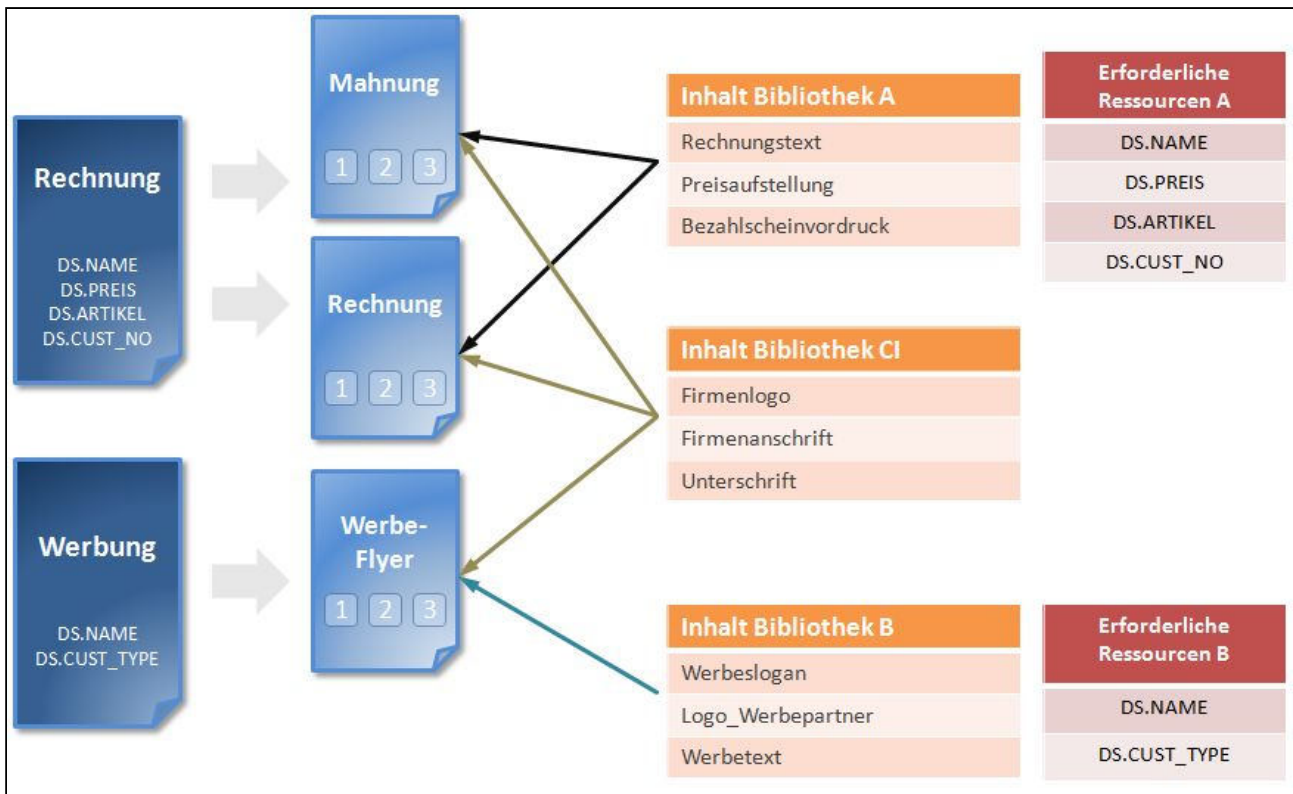 Rechnung
DS.NAME
DS.PREIS
DS.ARTIKEL
DS.CUST_NO
Werbung
DS.NAME
DS.CUST_TYPE
Mahnung
1 2 3
Rechnung
1 2 3
Werbe-
Flyer
1 2 3
Inhalt Bibliothek A
Rechnungstext
Preisaufstellung
Bezahlscheinvordruck
Erforderliche
Ressourcen A
DS.NAME
DS.PREIS
DS.ARTIKEL
DS.CUST_NO
Inhalt Bibliothek CI
Firmenlogo
Firmenanschrift
Unterschrift
Inhalt Bibliothek B
Werbeslogan
Logo_Werbepartner
Werbetext
Erforderliche
Ressourcen B
DS.NAME
DS.CUST_TYPE